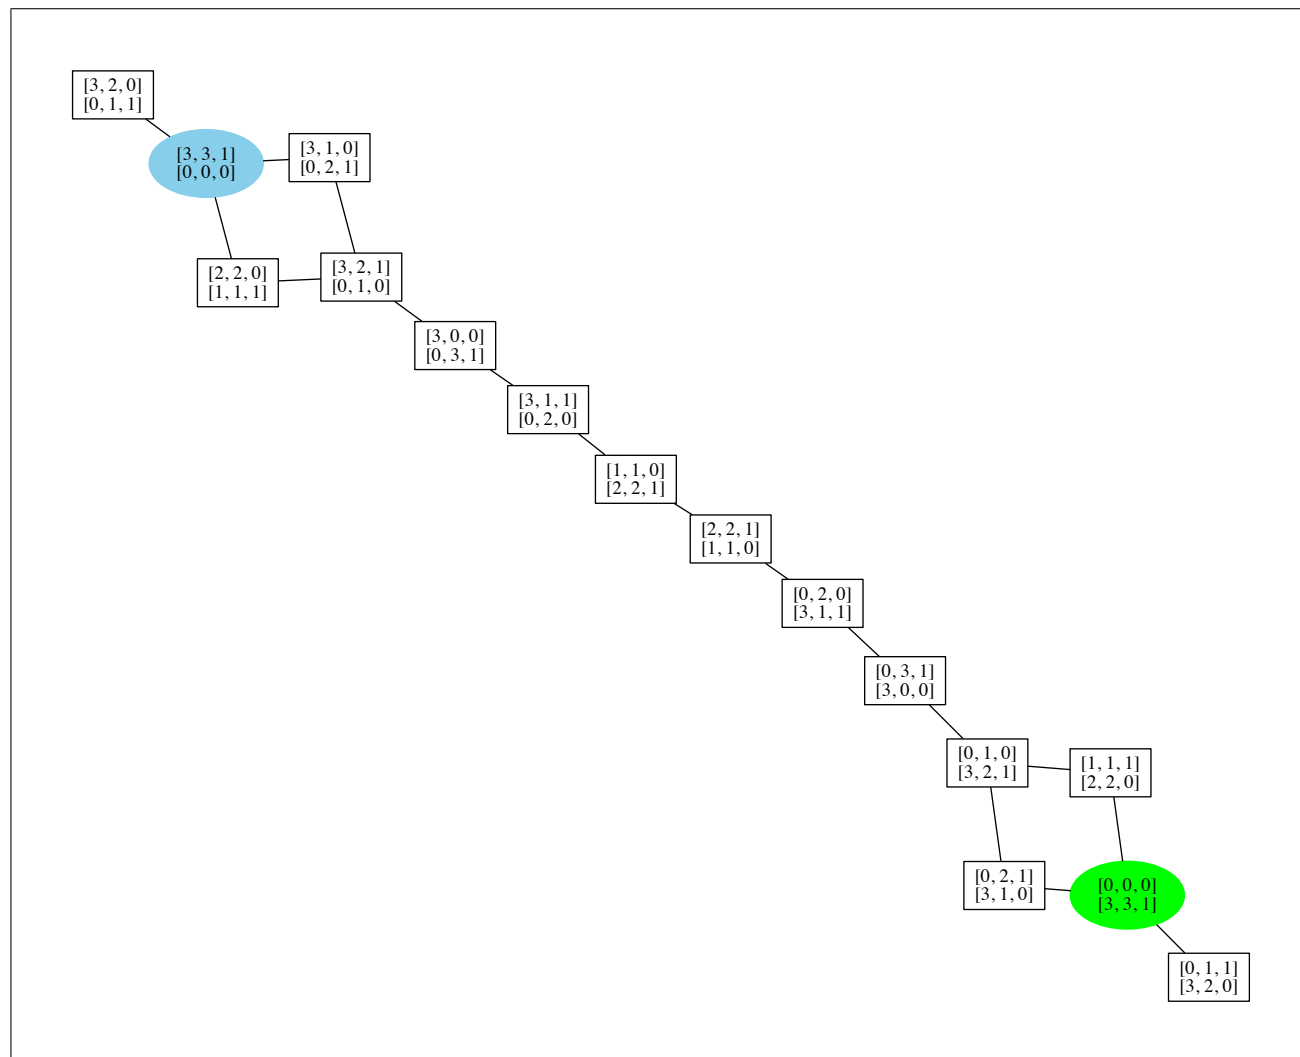 [3, 2, 0]
[0, 1, 1]
[3, 3, 1]
[0, 0, 0]
[3, 1, 0]
[0, 2, 1]
[2, 2, 0]
[1, 1, 1]
[3, 2, 1]
[0, 1, 0]
[3, 0, 0]
[0, 3, 1]
[3, 1, 1]
[0, 2, 0]
[1, 1, 0]
[2, 2, 1]
[2, 2, 1]
[1, 1, 0]
[0, 2, 0]
[3, 1, 1]
[0, 3, 1]
[3, 0, 0]
[0, 1, 0]
[3, 2, 1]
[1, 1, 1]
[2, 2, 0]
[0, 2, 1]
[3, 1, 0]
[0, 0, 0]
[3, 3, 1]
[0, 1, 1]
[3, 2, 0]